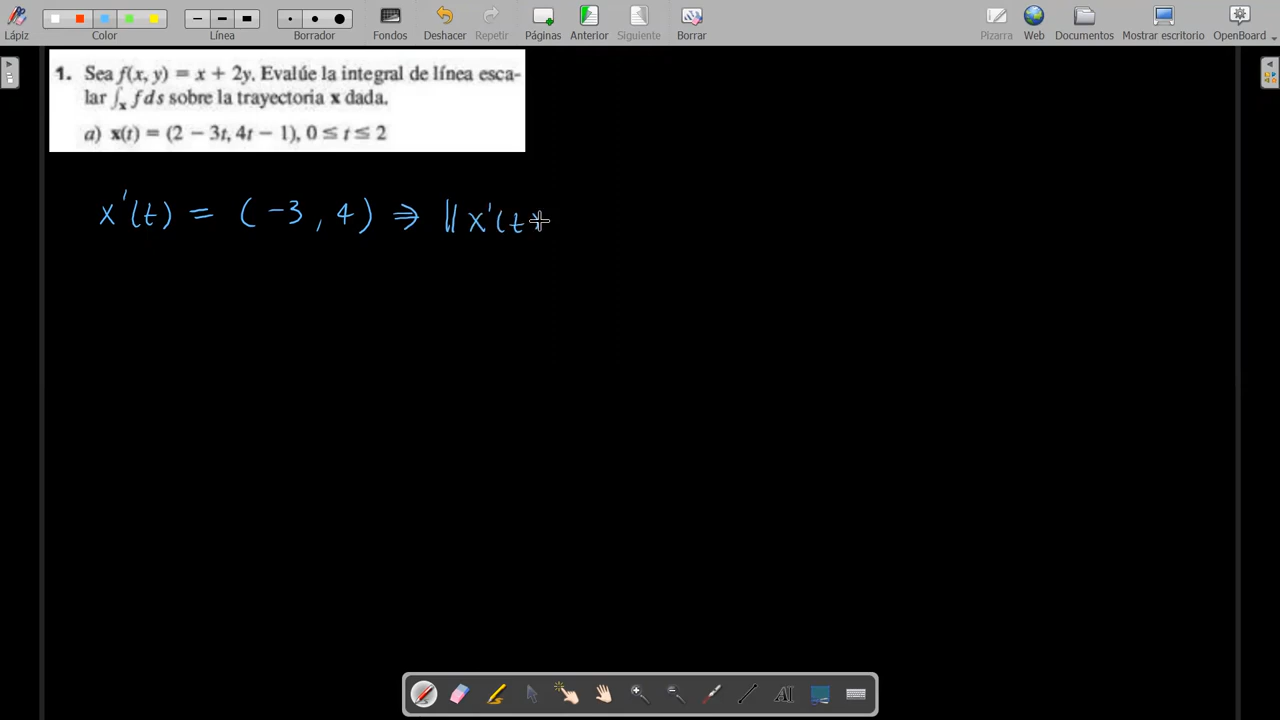 Lápiz Color Línea Borrador Fondos Deshacer Repetir Páginas Anterior Siguiente Borrar Pizarra Web Documentos Mostrar escritorio OpenBoard
1. Sea f(x, y) = x + 2y. Evalúe la integral de línea esca-
lar ∫ₓ f ds sobre la trayectoria x dada.
a) x(t) = (2 − 3t, 4t − 1), 0 ≤ t ≤ 2
x'(t) = (-3, 4) ⇒ ||x'(t)
AI